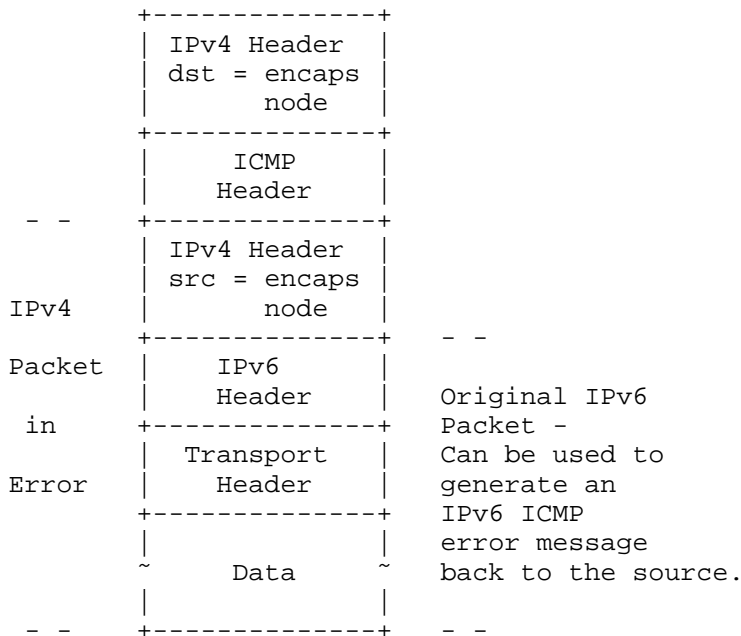 +--------------+
| IPv4 Header  |
| dst = encaps |
|       node   |
+--------------+
|     ICMP     |
|    Header    |
- -    +--------------+
| IPv4 Header  |
| src = encaps |
IPv4    |       node   |
+--------------+   - -
Packet  |    IPv6      |
|    Header    |   Original IPv6
in    +--------------+   Packet -
|  Transport   |   Can be used to
Error   |    Header    |   generate an
+--------------+   IPv6 ICMP
|              |   error message
~     Data     ~   back to the source.
|              |
- -    +--------------+   - -